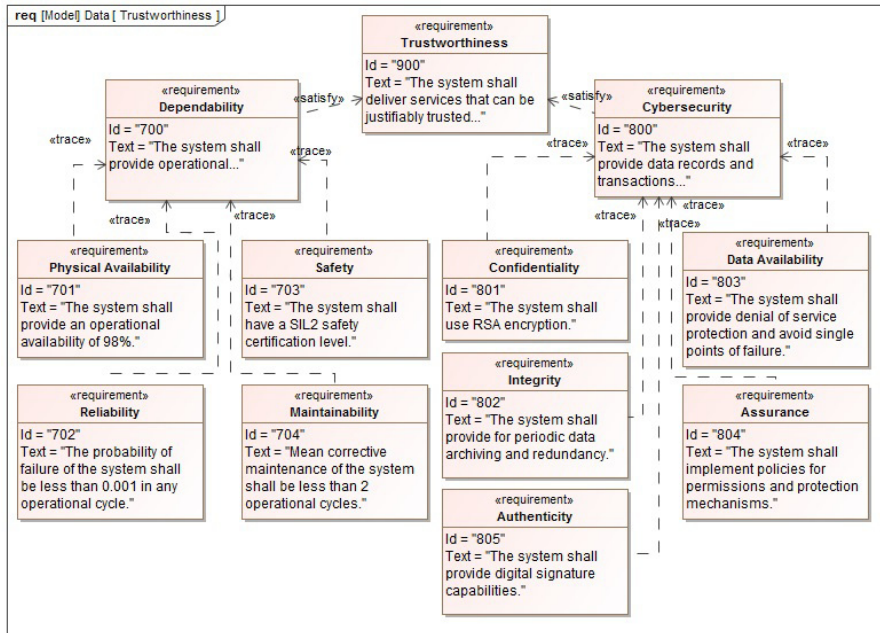 req [Model] Data [ Trustworthiness ]
«requirement»
Trustworthiness
Id = "900"
Text = "The system shall
deliver services that can be
justifiably trusted..."
«satisfy»
«satisfy»
«requirement»
Dependability
Id = "700"
Text = "The system shall
provide operational..."
«requirement»
Cybersecurity
Id = "800"
Text = "The system shall
provide data records and
transactions..."
«trace»
«trace»
«trace»
«trace»
«trace»
«trace»
«trace»
«trace»
«trace»
«requirement»
Physical Availability
Id = "701"
Text = "The system shall
provide an operational
availability of 98%."
«requirement»
Safety
Id = "703"
Text = "The system shall
have a SIL2 safety
certification level."
«requirement»
Confidentiality
Id = "801"
Text = "The system shall
use RSA encryption."
«requirement»
Data Availability
Id = "803"
Text = "The system shall
provide denial of service
protection and avoid single
points of failure."
«requirement»
Reliability
Id = "702"
Text = "The probability of
failure of the system shall
be less than 0.001 in any
operational cycle."
«requirement»
Maintainability
Id = "704"
Text = "Mean corrective
maintenance of the system
shall be less than 2
operational cycles."
«requirement»
Integrity
Id = "802"
Text = "The system shall
provide for periodic data
archiving and redundancy."
«requirement»
Assurance
Id = "804"
Text = "The system shall
implement policies for
permissions and protection
mechanisms."
«requirement»
Authenticity
Id = "805"
Text = "The system shall
provide digital signature
capabilities."